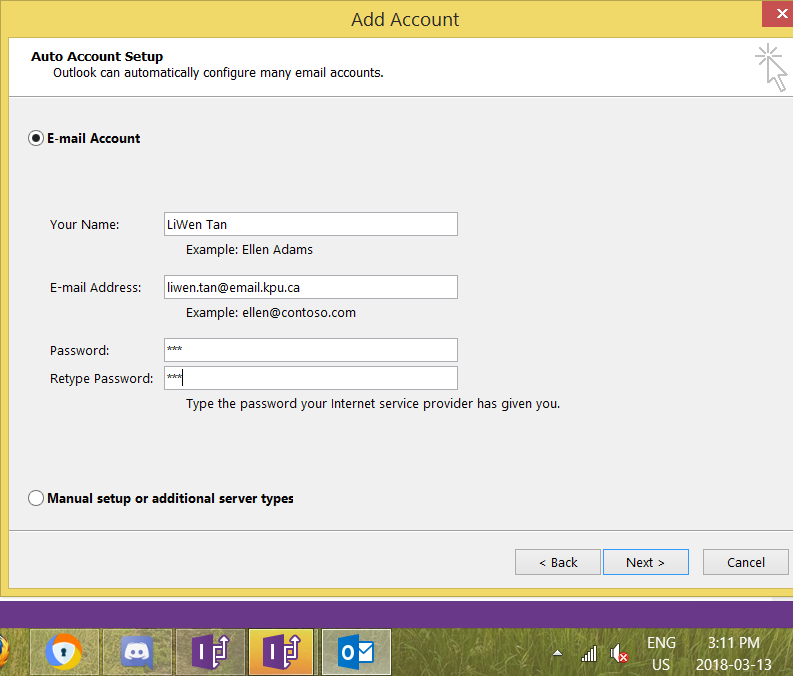 Add Account
Auto Account Setup
Outlook can automatically configure many email accounts.
E-mail Account
Your Name:
LiWen Tan
Example: Ellen Adams
E-mail Address:
liwen.tan@email.kpu.ca
Example: ellen@contoso.com
Password:
***
Retype Password:
***
Type the password your Internet service provider has given you.
Manual setup or additional server types
< Back
Next >
Cancel
I
I
O
ENG
US
3:11 PM
2018-03-13